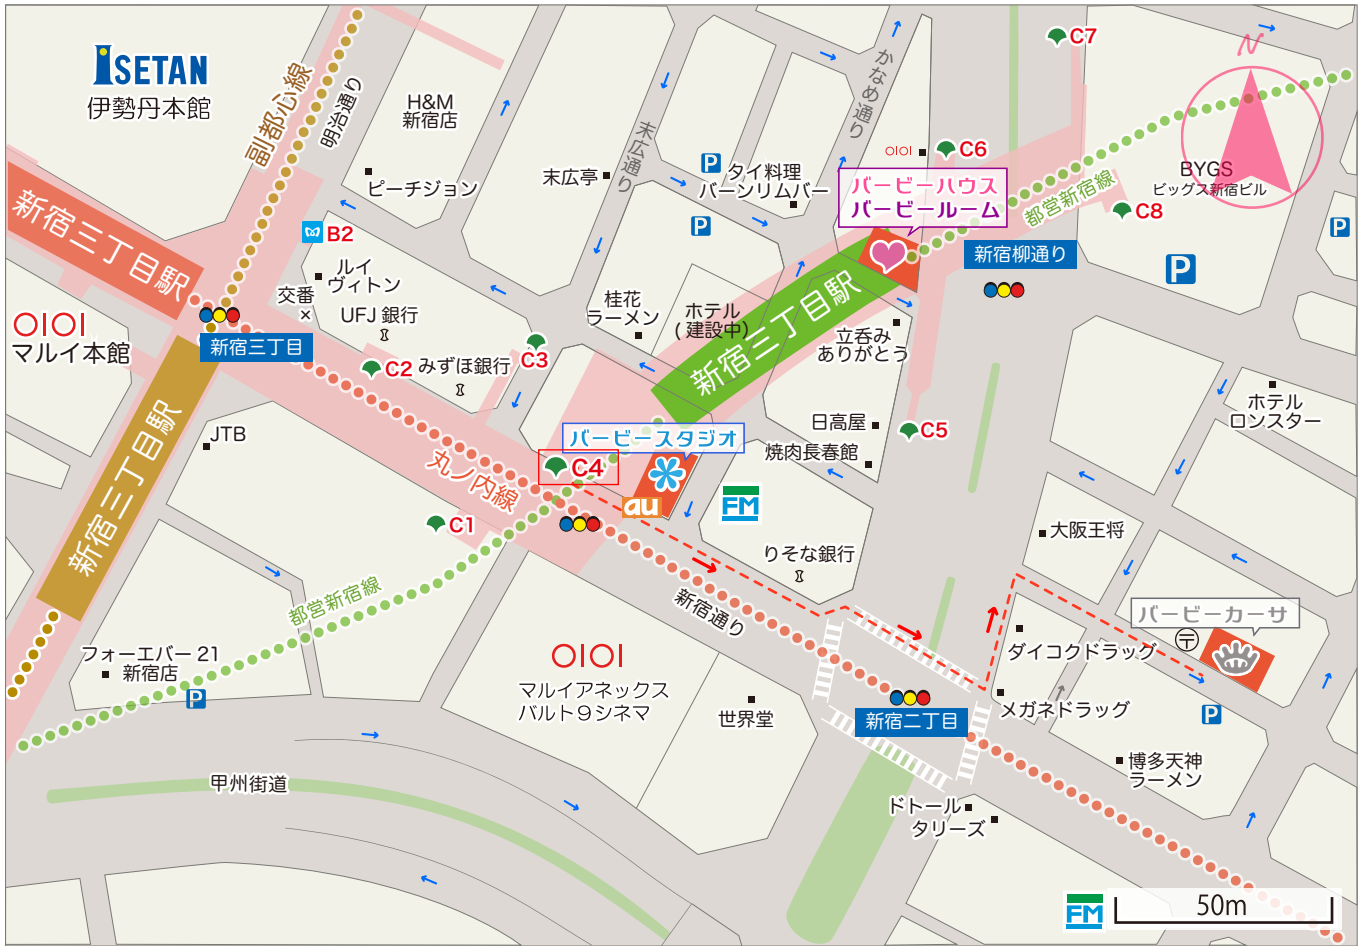 iSETAN
伊勢丹本館
副都心線
明治通り
H&M
新宿店
ピーチジョン
末広亭
末広通り
P
タイ料理
バーンリムバー
かなめ通り
OIOI
C6
C7
N
BYGS
ビッグス新宿ビル
C8
都営新宿線
バービーハウス
バービールーム
新宿柳通り
P
P
P
新宿三丁目駅
B2
ルイ
ヴィトン
交番
UFJ 銀行
OIOI
マルイ本館
新宿三丁目
C2
みずほ銀行
C3
桂花
ラーメン
ホテル
(建設中)
新宿三丁目駅
立呑み
ありがとう
日高屋
焼肉長春館
C5
ホテル
ロンスター
新宿三丁目駅
JTB
丸ノ内線
バービースタジオ
C4
au
FM
C1
りそな銀行
大阪王将
都営新宿線
新宿通り
バービーカーサ
〒
ダイコクドラッグ
メガネドラッグ
P
フォーエバー 21
新宿店
P
OIOI
マルイアネックス
バルト９シネマ
世界堂
新宿二丁目
博多天神
ラーメン
甲州街道
ドトール
タリーズ
FM
50m